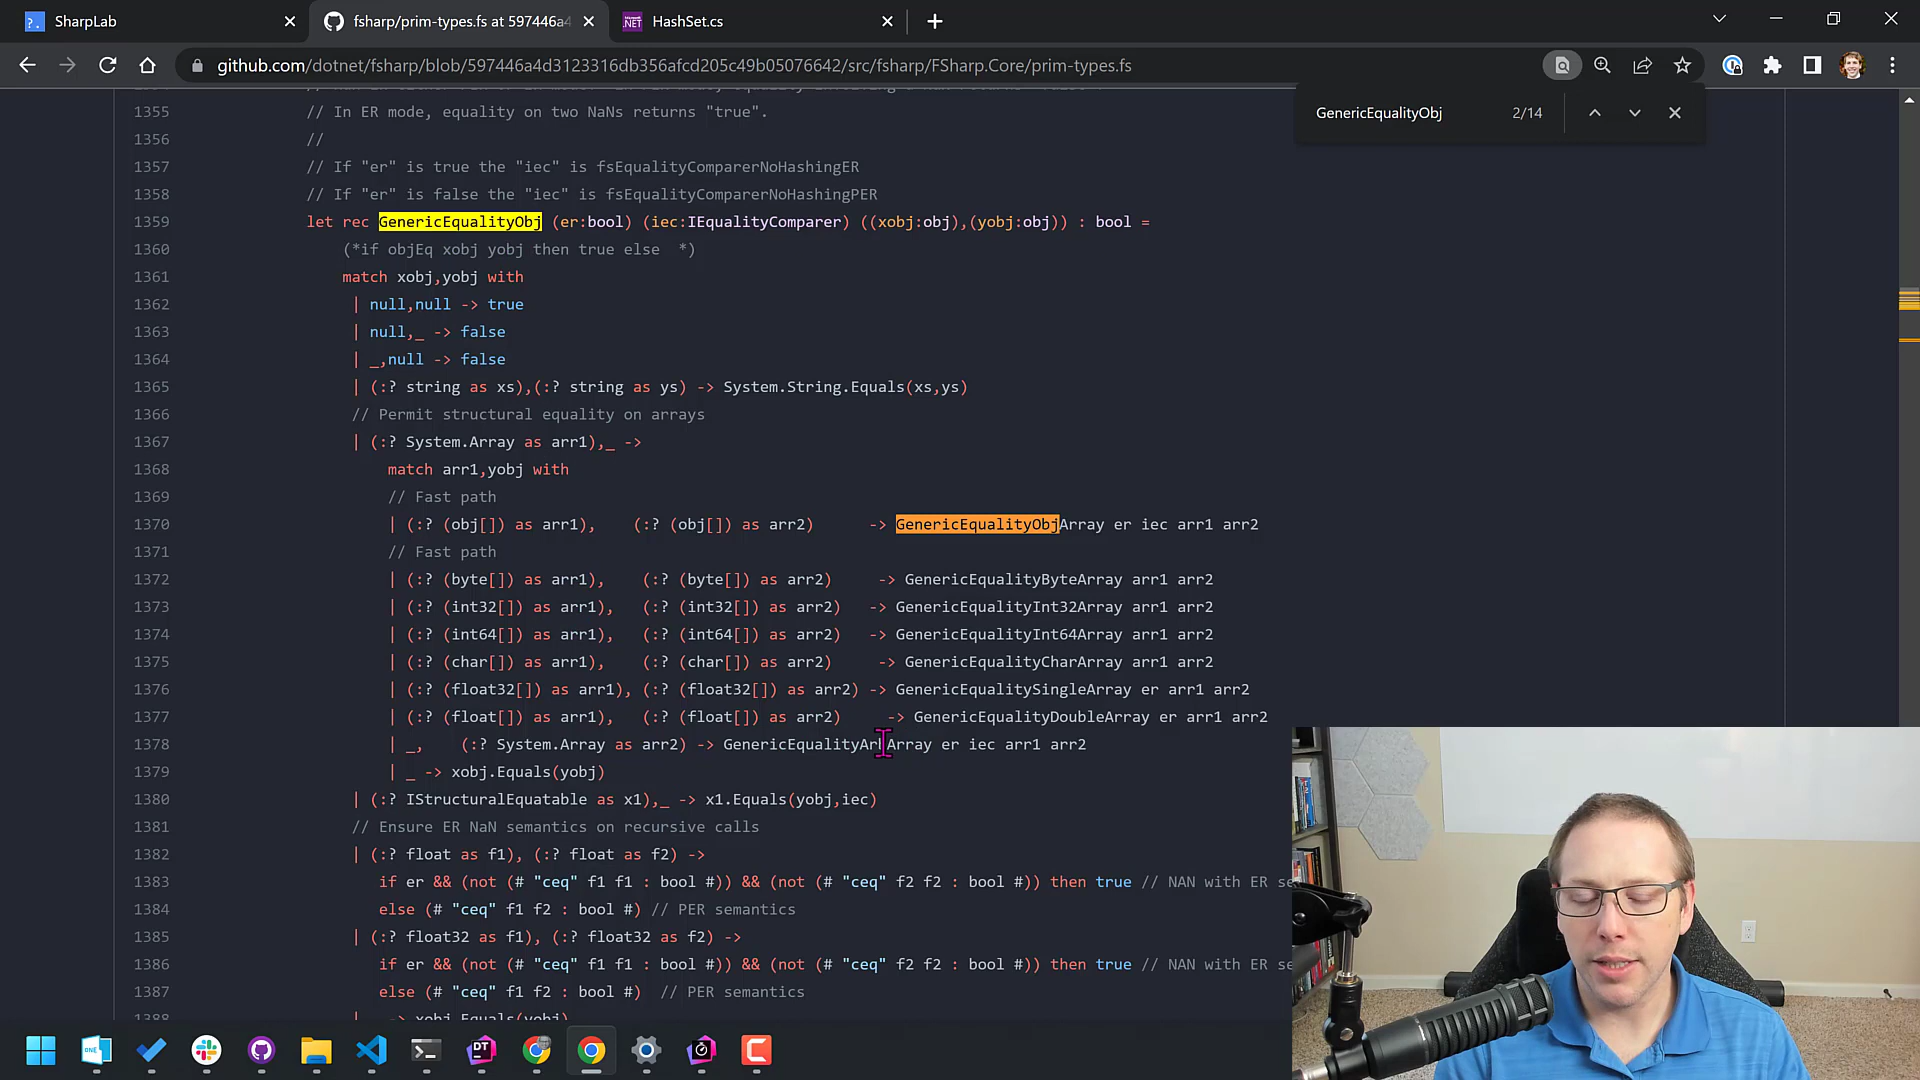 SharpLab
fsharp/prim-types.fs at 597446a4
HashSet.cs
github.com/dotnet/fsharp/blob/597446a4d3123316db356afcd205c49b05076642/src/fsharp/FSharp.Core/prim-types.fs
GenericEqualityObj 2/14
1355 // In ER mode, equality on two NaNs returns "true".
1356 //
1357 // If "er" is true the "iec" is fsEqualityComparerNoHashingER
1358 // If "er" is false the "iec" is fsEqualityComparerNoHashingPER
1359 let rec GenericEqualityObj (er:bool) (iec:IEqualityComparer) ((xobj:obj),(yobj:obj)) : bool =
1360 (*if objEq xobj yobj then true else *)
1361 match xobj,yobj with
1362 | null,null -> true
1363 | null,_ -> false
1364 | _,null -> false
1365 | (:? string as xs),(:? string as ys) -> System.String.Equals(xs,ys)
1366 // Permit structural equality on arrays
1367 | (:? System.Array as arr1),_ ->
1368 match arr1,yobj with
1369 // Fast path
1370 | (:? (obj[]) as arr1), (:? (obj[]) as arr2) -> GenericEqualityObjArray er iec arr1 arr2
1371 // Fast path
1372 | (:? (byte[]) as arr1), (:? (byte[]) as arr2) -> GenericEqualityByteArray arr1 arr2
1373 | (:? (int32[]) as arr1), (:? (int32[]) as arr2) -> GenericEqualityInt32Array arr1 arr2
1374 | (:? (int64[]) as arr1), (:? (int64[]) as arr2) -> GenericEqualityInt64Array arr1 arr2
1375 | (:? (char[]) as arr1), (:? (char[]) as arr2) -> GenericEqualityCharArray arr1 arr2
1376 | (:? (float32[]) as arr1), (:? (float32[]) as arr2) -> GenericEqualitySingleArray er arr1 arr2
1377 | (:? (float[]) as arr1), (:? (float[]) as arr2) -> GenericEqualityDoubleArray er arr1 arr2
1378 | _, (:? System.Array as arr2) -> GenericEqualityArbArray er iec arr1 arr2
1379 | _ -> xobj.Equals(yobj)
1380 | (:? IStructuralEquatable as x1),_ -> x1.Equals(yobj,iec)
1381 // Ensure ER NaN semantics on recursive calls
1382 | (:? float as f1), (:? float as f2) ->
1383 if er && (not (# "ceq" f1 f1 : bool #)) && (not (# "ceq" f2 f2 : bool #)) then true // NAN with ER se
1384 else (# "ceq" f1 f2 : bool #) // PER semantics
1385 | (:? float32 as f1), (:? float32 as f2) ->
1386 if er && (not (# "ceq" f1 f1 : bool #)) && (not (# "ceq" f2 f2 : bool #)) then true // NAN with ER se
1387 else (# "ceq" f1 f2 : bool #) // PER semantics
1388 | _ -> xobj.Equals(yobj)